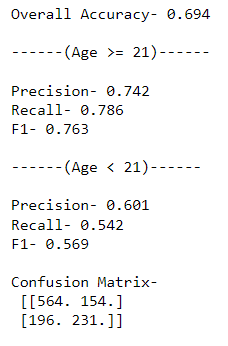 Overall Accuracy- 0.694
------(Age >= 21)------
Precision- 0.742
Recall- 0.786
F1- 0.763
------(Age < 21)------
Precision- 0.601
Recall- 0.542
F1- 0.569
Confusion Matrix-
[[564. 154.]
[196. 231.]]